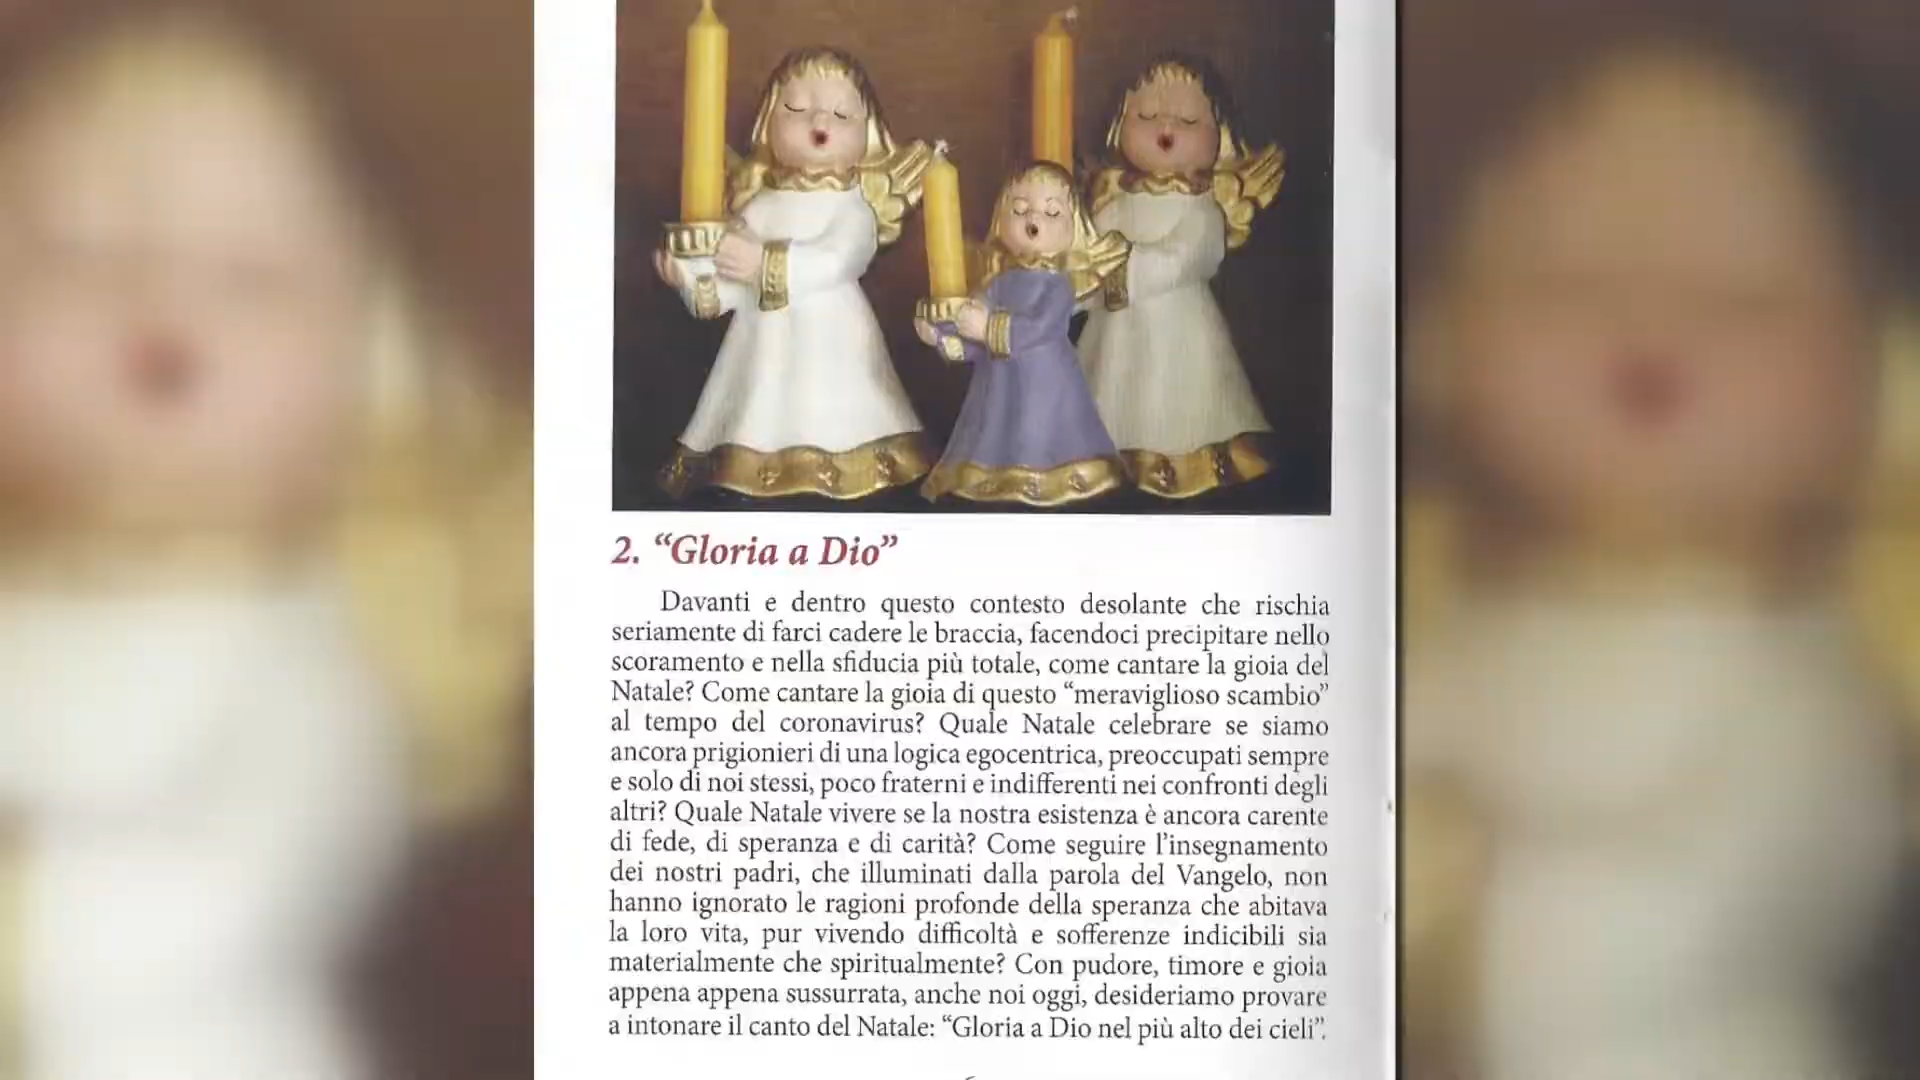 2. “Gloria a Dio”
Davanti e dentro questo contesto desolante che rischia
seriamente di farci cadere le braccia, facendoci precipitare nello
scoramento e nella sfiducia più totale, come cantare la gioia del
Natale? Come cantare la gioia di questo “meraviglioso scambio”
al tempo del coronavirus? Quale Natale celebrare se siamo
ancora prigionieri di una logica egocentrica, preoccupati sempre
e solo di noi stessi, poco fraterni e indifferenti nei confronti degli
altri? Quale Natale vivere se la nostra esistenza è ancora carente
di fede, di speranza e di carità? Come seguire l’insegnamento
dei nostri padri, che illuminati dalla parola del Vangelo, non
hanno ignorato le ragioni profonde della speranza che abitava
la loro vita, pur vivendo difficoltà e sofferenze indicibili sia
materialmente che spiritualmente? Con pudore, timore e gioia
appena appena sussurrata, anche noi oggi, desideriamo provare
a intonare il canto del Natale: “Gloria a Dio nel più alto dei cieli”.